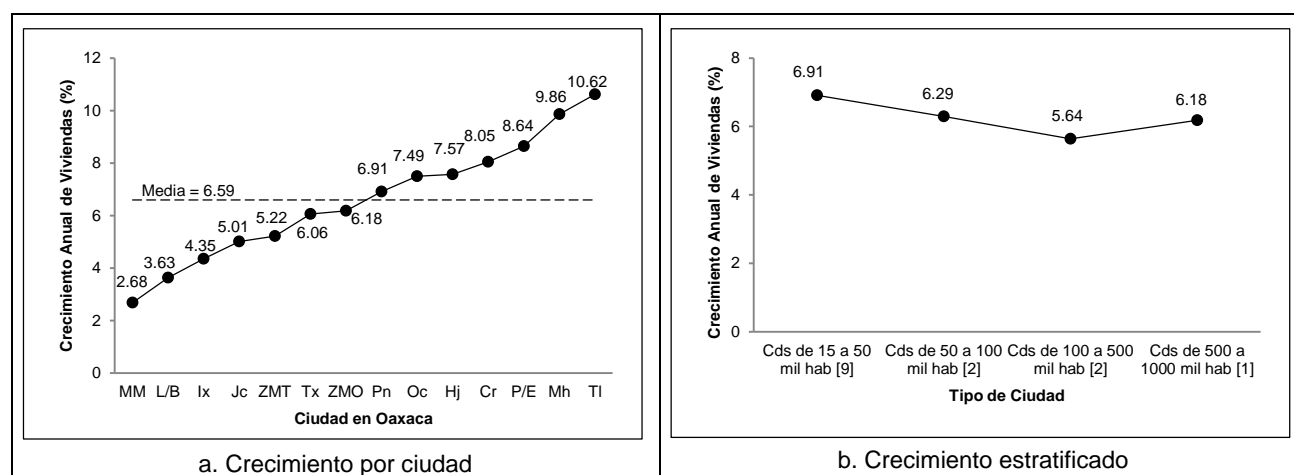 Crecimiento Anual de Viviendas (%)
12
10
8
6
4
2
0
2.68
3.63
4.35
5.01
5.22
6.06
6.18
6.91
7.49
7.57
8.05
8.64
9.86
10.62
Media = 6.59
MM L/B Ix Jc ZMT Tx ZMO Pn Oc Hj Cr P/E Mh Tl
Ciudad en Oaxaca
a. Crecimiento por ciudad
Crecimiento Anual de Viviendas (%)
8
6
4
2
0
6.91
6.29
5.64
6.18
Cds de 15 a 50
mil hab [9]
Cds de 50 a 100
mil hab [2]
Cds de 100 a 500
mil hab [2]
Cds de 500 a
1000 mil hab [1]
Tipo de Ciudad
b. Crecimiento estratificado